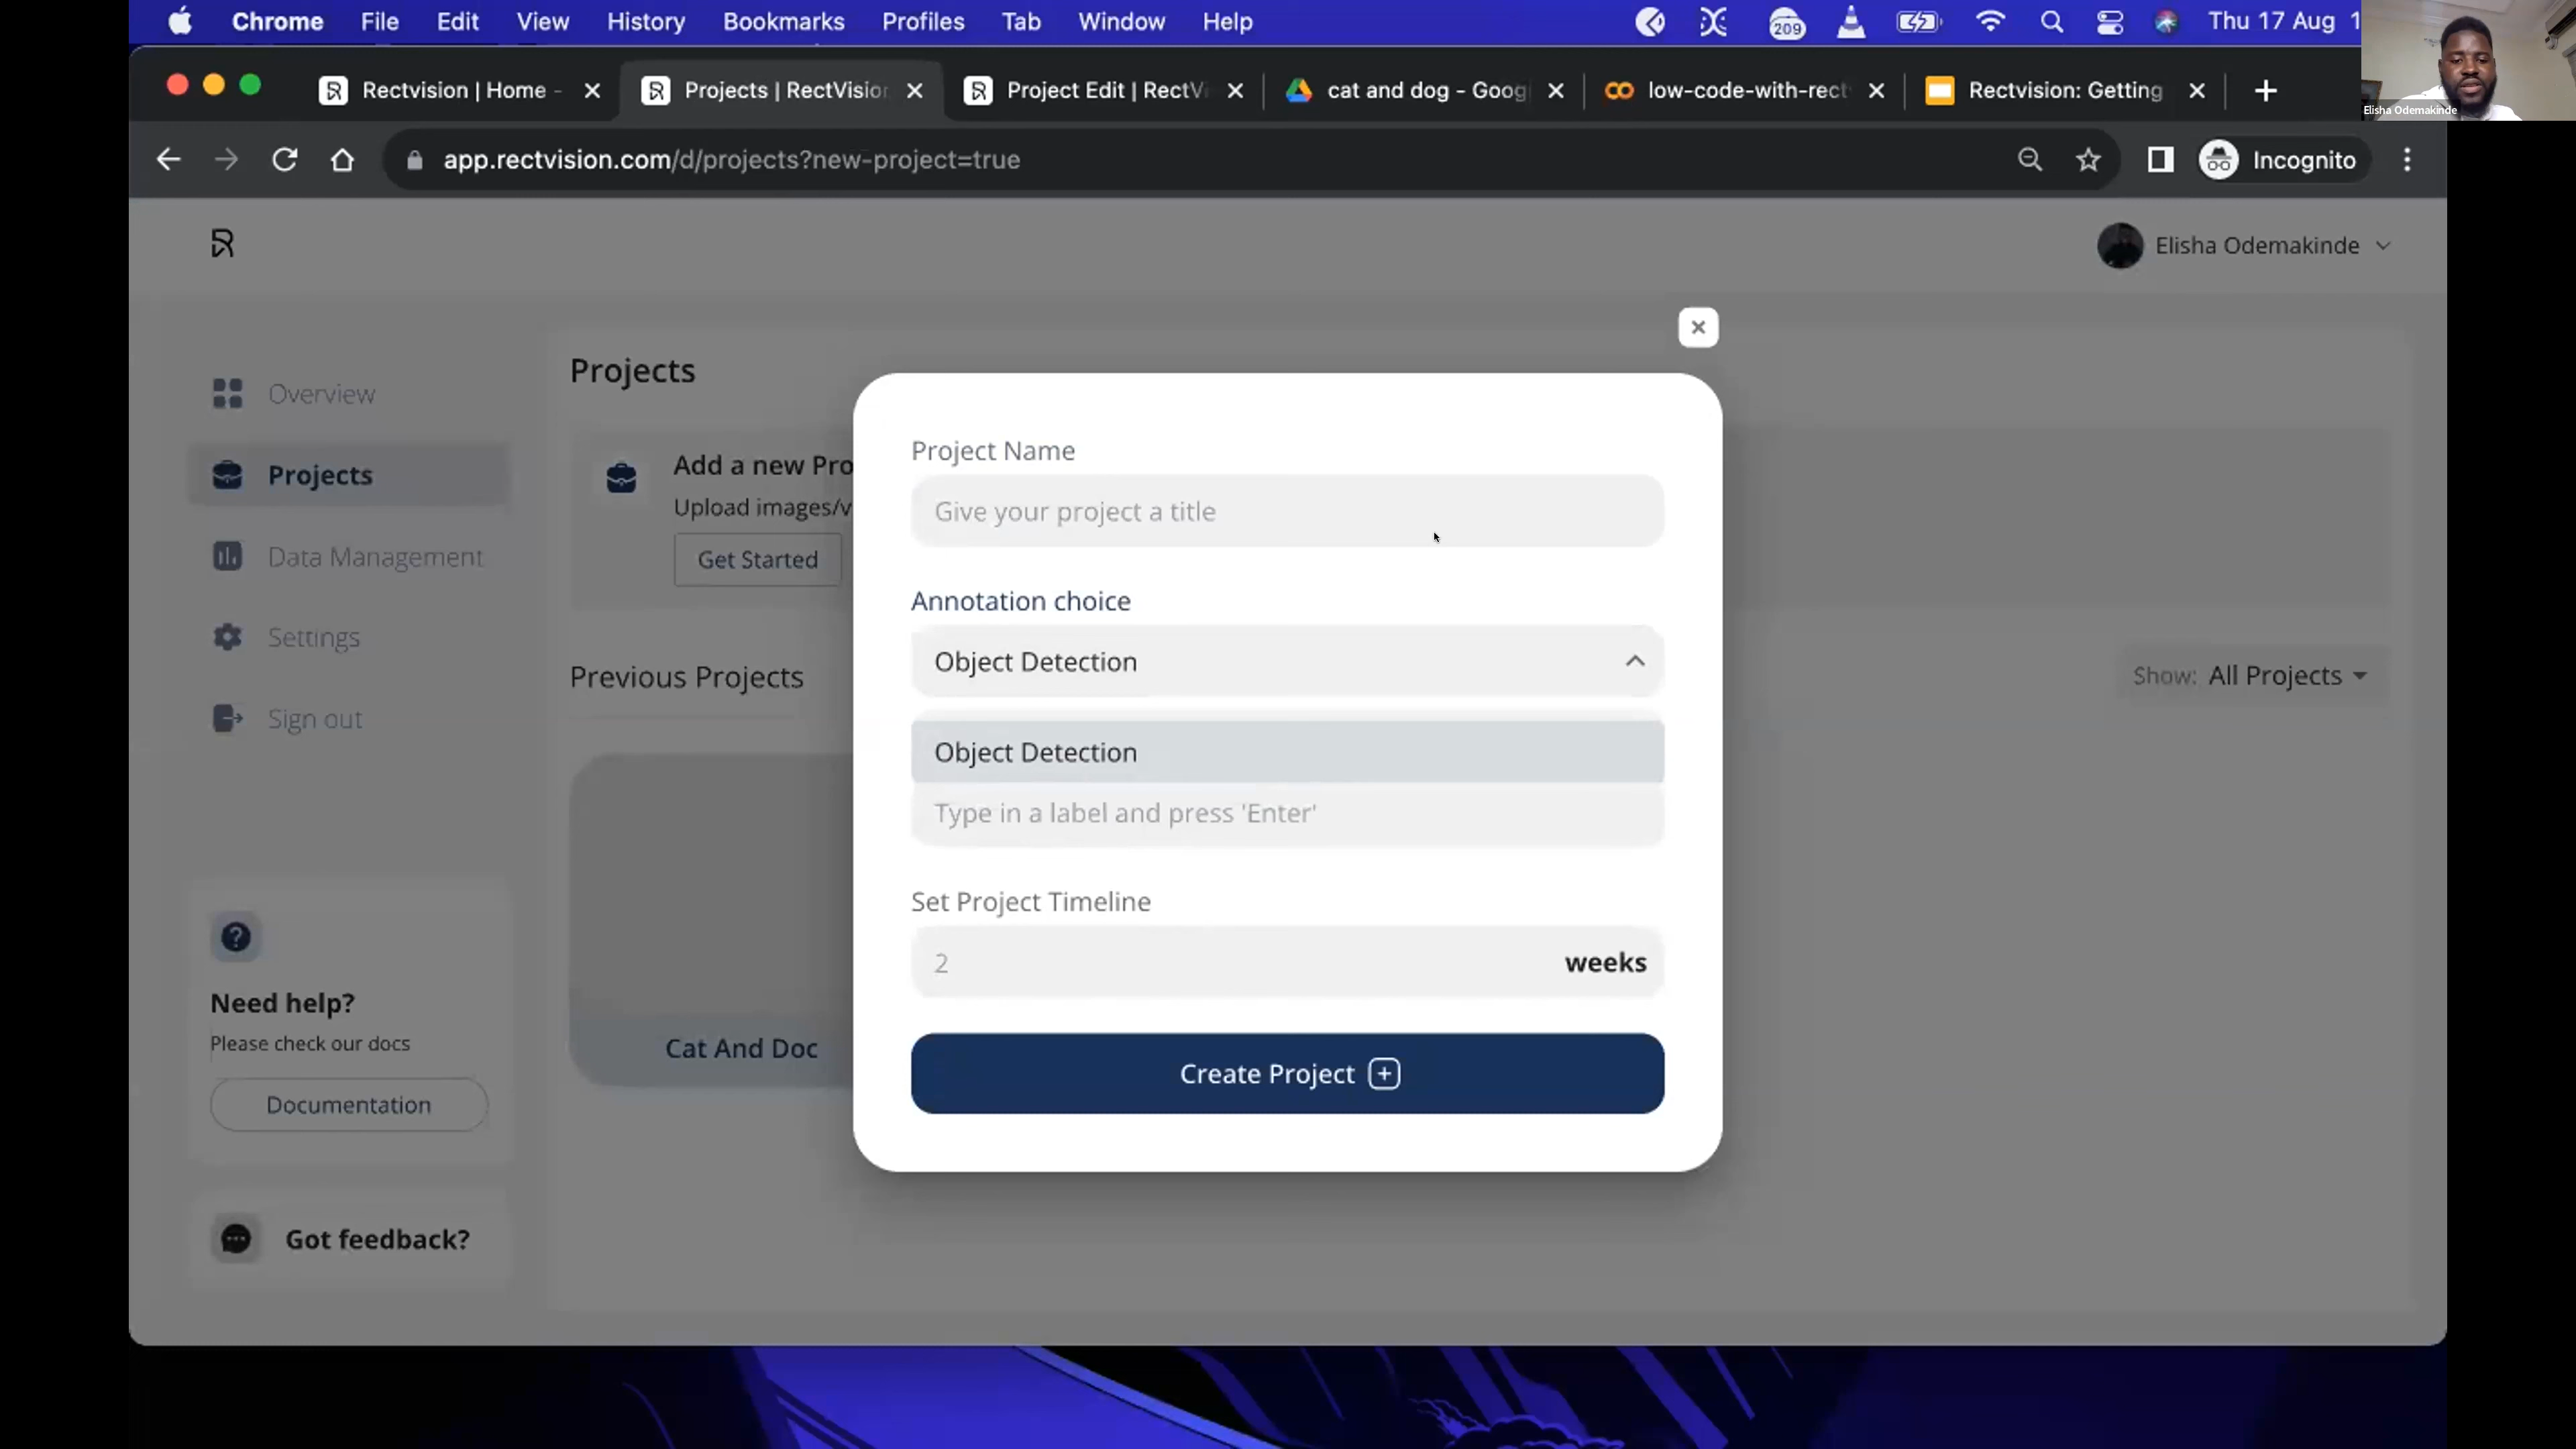 Chrome File Edit View History Bookmarks Profiles Tab Window Help 209 Thu 17 Aug 1
Elisha Odemakinde
Rectvision | Home - Projects | RectVision Project Edit | RectVi cat and dog - Googl low-code-with-rect Rectvision: Getting
app.rectvision.com/d/projects?new-project=true Incognito
Elisha Odemakinde
Overview
Projects
Data Management
Settings
Sign out
Need help?
Please check our docs
Documentation
Got feedback?
Projects
Add a new Pro
Upload images/v
Get Started
Previous Projects
Show: All Projects
Cat And Doc
Project Name
Give your project a title
Annotation choice
Object Detection
Object Detection
Type in a label and press 'Enter'
Set Project Timeline
2 weeks
Create Project